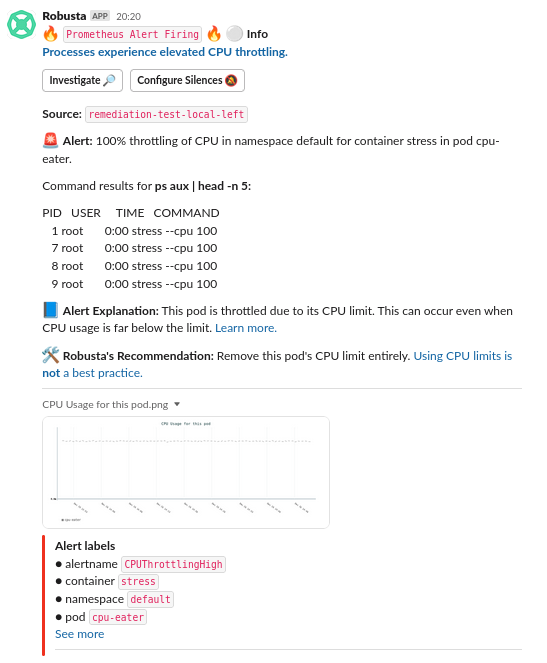 Robusta APP 20:20
🔥 Prometheus Alert Firing 🔥 ⚪ Info
Processes experience elevated CPU throttling.
Investigate 🔎 Configure Silences 🔕
Source: remediation-test-local-left
🚨 Alert: 100% throttling of CPU in namespace default for container stress in pod cpu-
eater.
Command results for ps aux | head -n 5:
PID USER TIME COMMAND
1 root 0:00 stress --cpu 100
7 root 0:00 stress --cpu 100
8 root 0:00 stress --cpu 100
9 root 0:00 stress --cpu 100
📘 Alert Explanation: This pod is throttled due to its CPU limit. This can occur even when
CPU usage is far below the limit. Learn more.
🛠️ Robusta's Recommendation: Remove this pod's CPU limit entirely. Using CPU limits is
not a best practice.
CPU Usage for this pod.png
CPU Usage for this pod
cpu-eater
Alert labels
● alertname CPUThrottlingHigh
● container stress
● namespace default
● pod cpu-eater
See more